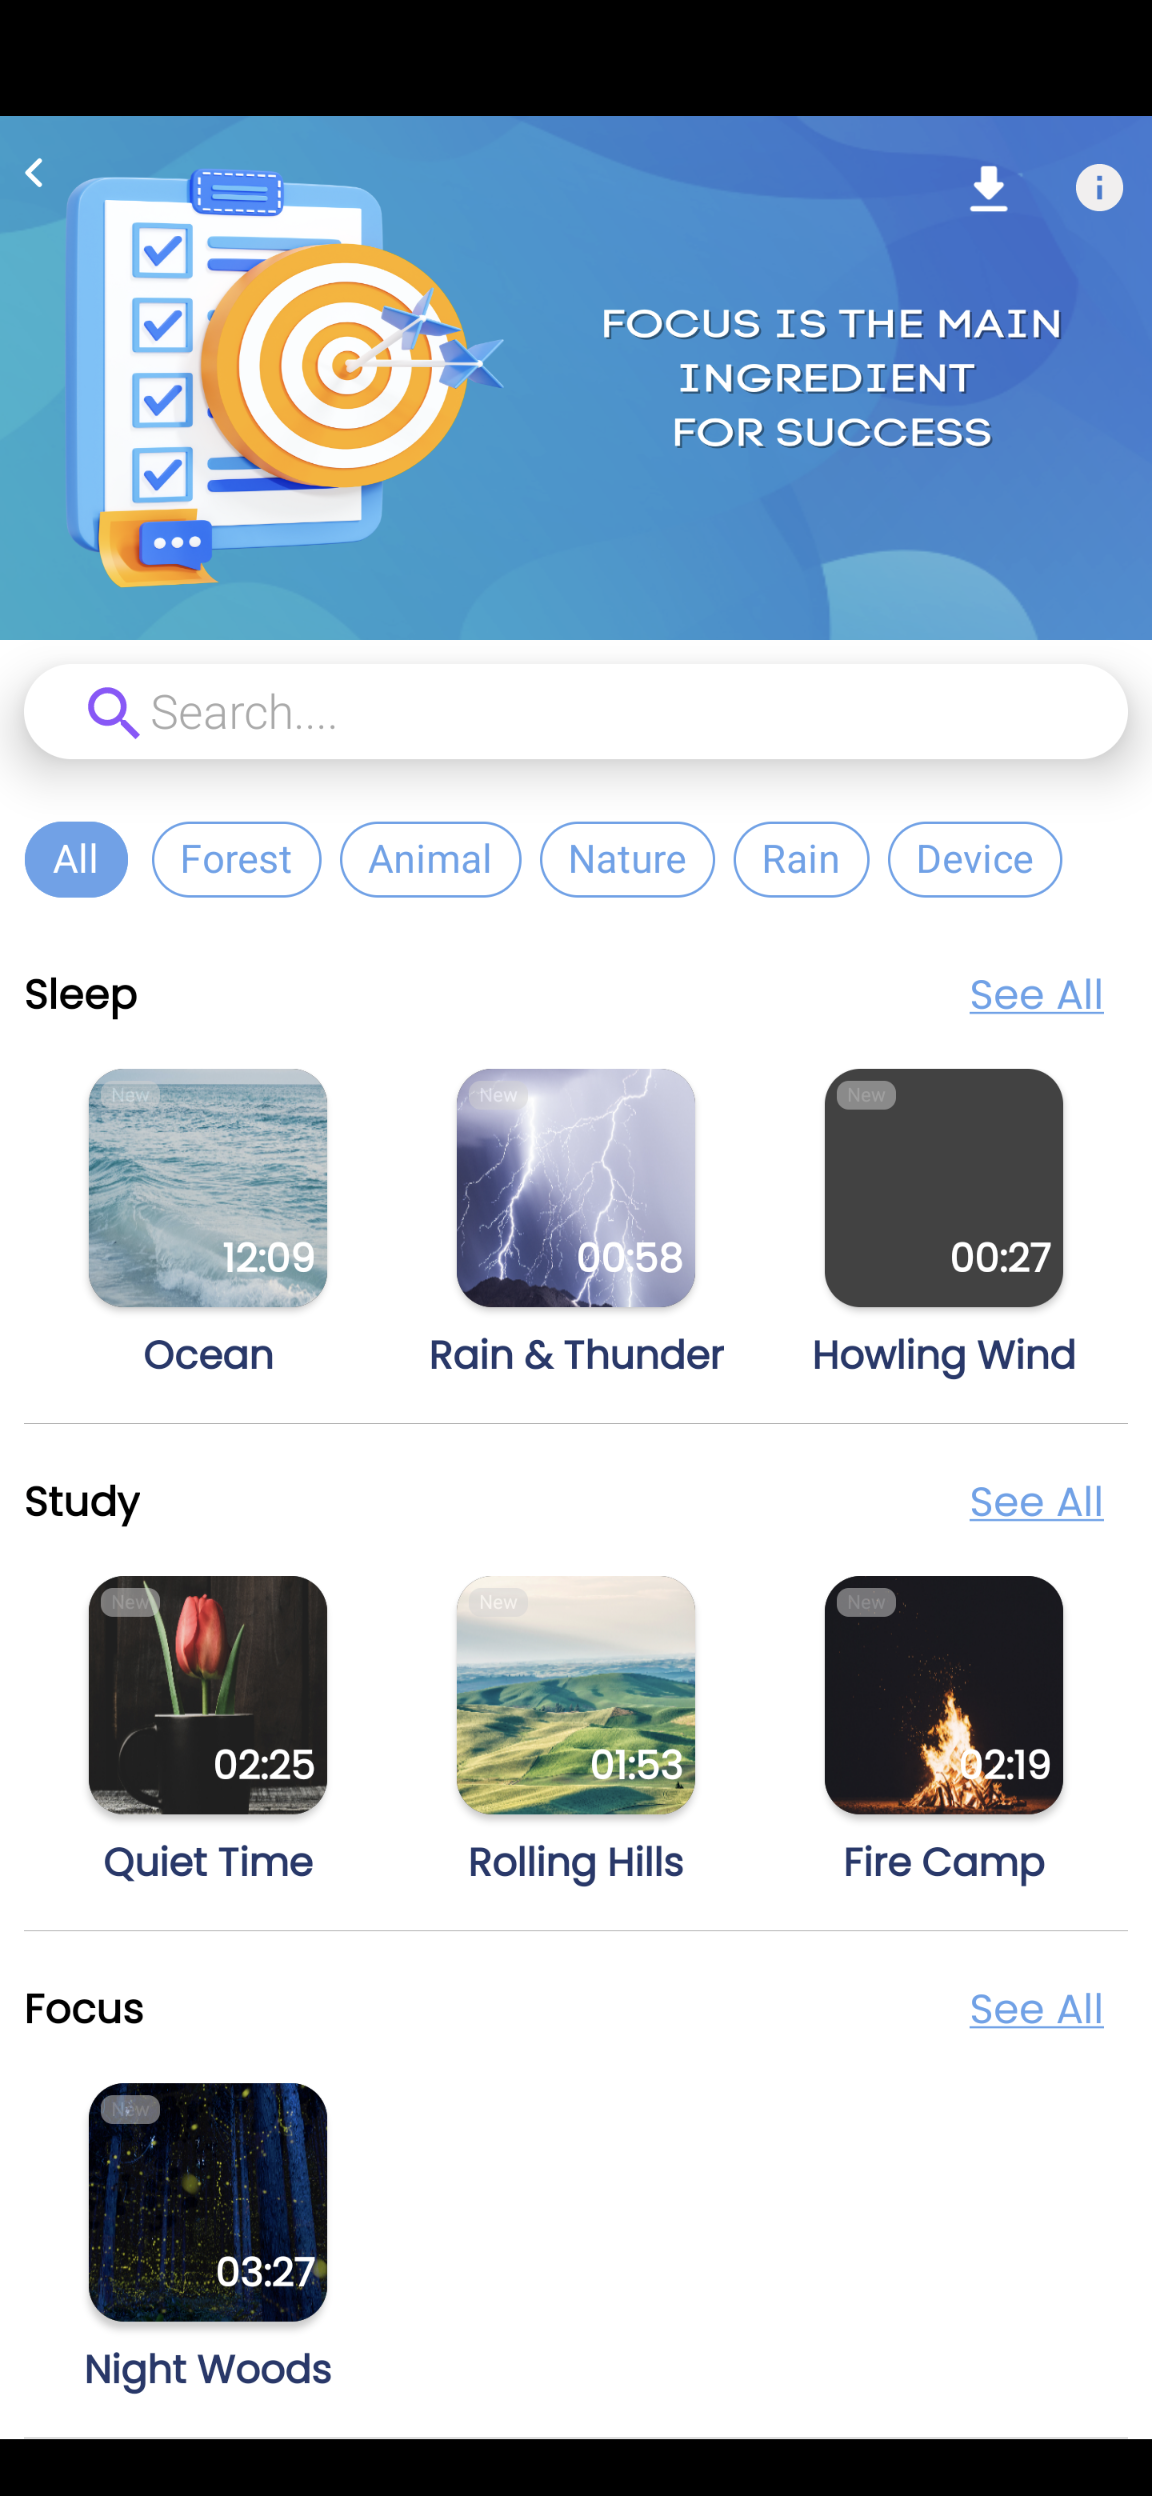 FOCUS IS THE MAIN
INGREDIENT
FOR SUCCESS
Search....
All Forest Animal Nature Rain Device
Sleep See All
New New New
12:09 00:58 00:27
Ocean Rain & Thunder Howling Wind
Study See All
New New New
02:25 01:53 02:19
Quiet Time Rolling Hills Fire Camp
Focus See All
New
03:27
Night Woods